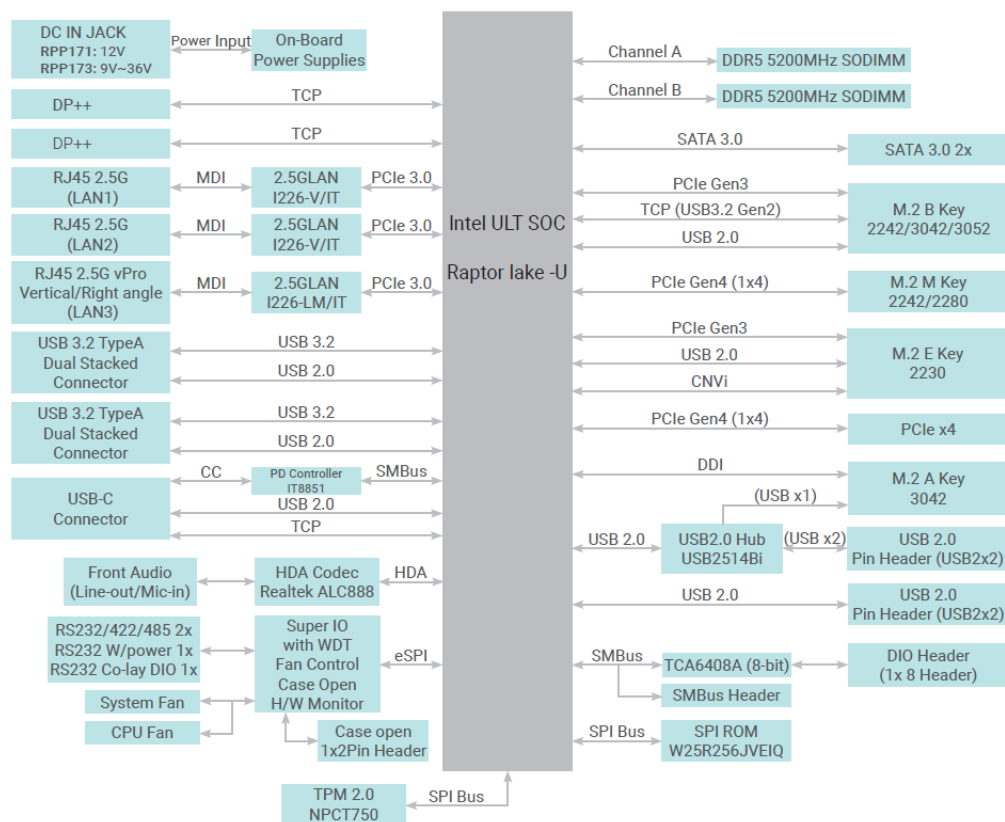 DC IN JACK
RPP171: 12V
RPP173: 9V~36V
Power Input
On-Board
Power Supplies
DP++
TCP
DP++
TCP
RJ45 2.5G
(LAN1)
MDI
2.5GLAN
I226-V/IT
PCIe 3.0
RJ45 2.5G
(LAN2)
MDI
2.5GLAN
I226-V/IT
PCIe 3.0
RJ45 2.5G vPro
Vertical/Right angle
(LAN3)
MDI
2.5GLAN
I226-LM/IT
PCIe 3.0
USB 3.2 TypeA
Dual Stacked
Connector
USB 3.2
USB 2.0
USB 3.2 TypeA
Dual Stacked
Connector
USB 3.2
USB 2.0
USB-C
Connector
CC
PD Controller
IT8851
SMBus
USB 2.0
TCP
Front Audio
(Line-out/Mic-in)
HDA Codec
Realtek ALC888
HDA
RS232/422/485 2x
RS232 W/power 1x
RS232 Co-lay DIO 1x
System Fan
CPU Fan
Super IO
with WDT
Fan Control
Case Open
H/W Monitor
eSPI
Case open
1x2Pin Header
TPM 2.0
NPCT750
SPI Bus
Intel ULT SOC
Raptor lake -U
Channel A
DDR5 5200MHz SODIMM
Channel B
DDR5 5200MHz SODIMM
SATA 3.0
SATA 3.0 2x
PCIe Gen3
TCP (USB3.2 Gen2)
USB 2.0
M.2 B Key
2242/3042/3052
PCIe Gen4 (1x4)
M.2 M Key
2242/2280
PCIe Gen3
USB 2.0
CNVi
M.2 E Key
2230
PCIe Gen4 (1x4)
PCIe x4
DDI
M.2 A Key
3042
(USB x1)
USB 2.0
USB2.0 Hub
USB2514Bi
(USB x2)
USB 2.0
Pin Header (USB2x2)
USB 2.0
USB 2.0
Pin Header (USB2x2)
SMBus
TCA6408A (8-bit)
DIO Header
(1x 8 Header)
SMBus Header
SPI Bus
SPI ROM
W25R256JVEIQ